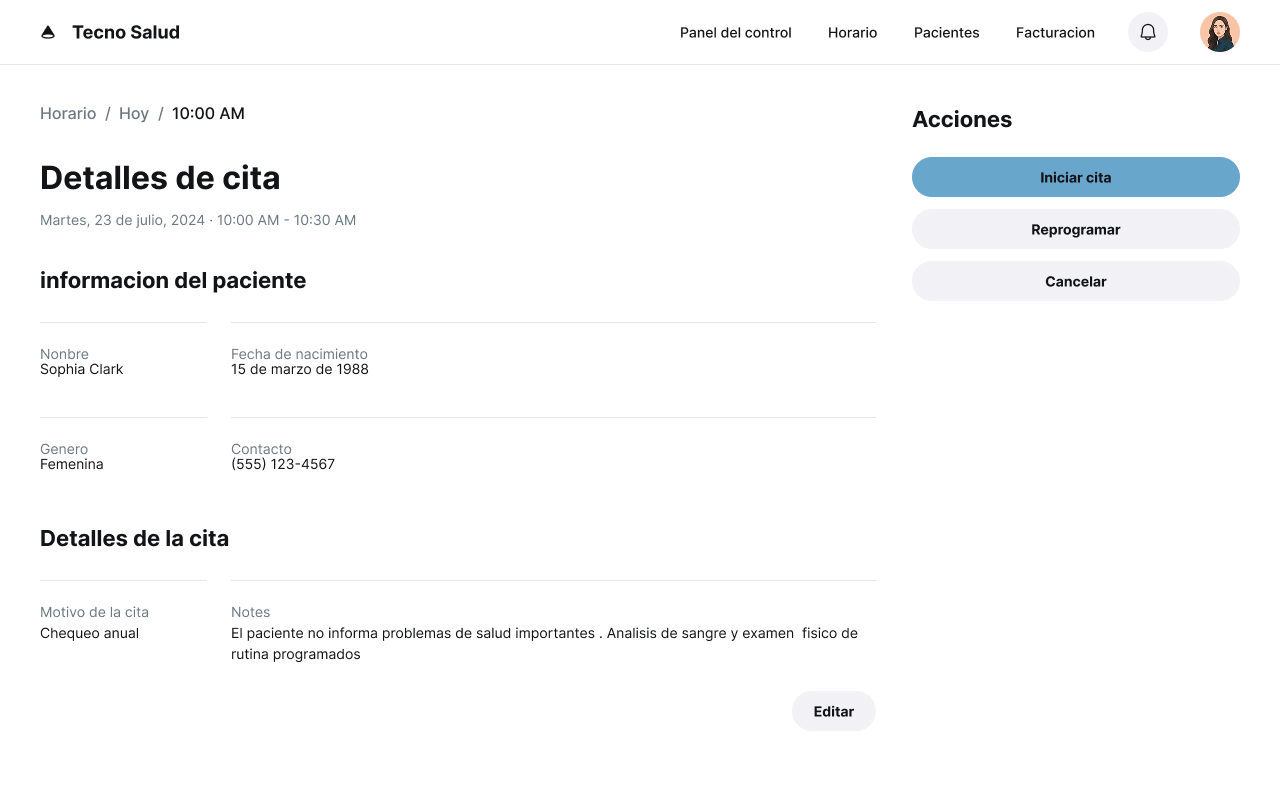 Tecno Salud
Panel del control
Horario
Pacientes
Facturacion
Horario / Hoy / 10:00 AM
Detalles de cita
Martes, 23 de julio, 2024 · 10:00 AM - 10:30 AM
informacion del paciente
Nonbre
Sophia Clark
Fecha de nacimiento
15 de marzo de 1988
Genero
Femenina
Contacto
(555) 123-4567
Detalles de la cita
Motivo de la cita
Chequeo anual
Notes
El paciente no informa problemas de salud importantes . Analisis de sangre y examen  fisico de
rutina programados
Editar
Acciones
Iniciar cita
Reprogramar
Cancelar